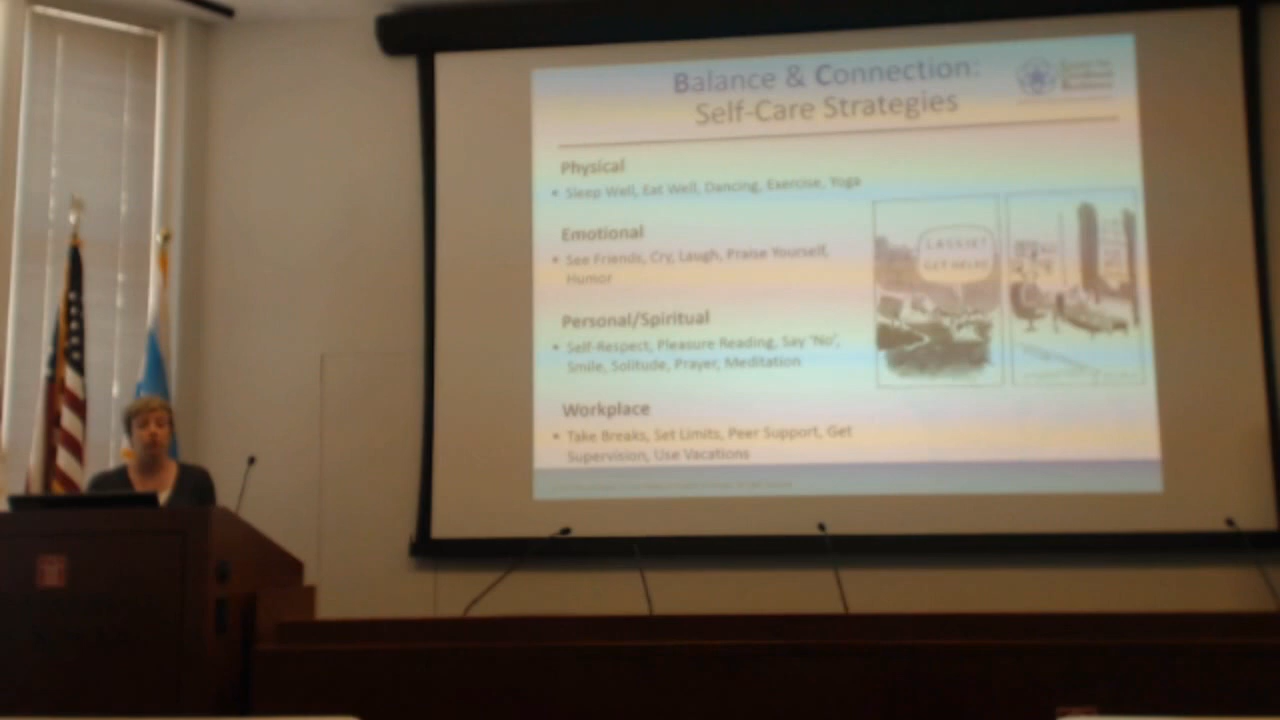 Balance & Connection:
Self-Care Strategies
Physical
• Sleep Well, Eat Well, Dancing, Exercise, Yoga
Emotional
• See Friends, Cry, Laugh, Praise Yourself,
Humor
Personal/Spiritual
• Self-Respect, Pleasure Reading, Say 'No',
Smile, Solitude, Prayer, Meditation
Workplace
• Take Breaks, Set Limits, Peer Support, Get
Supervision, Use Vacations
LASSIE!
GET HELP!